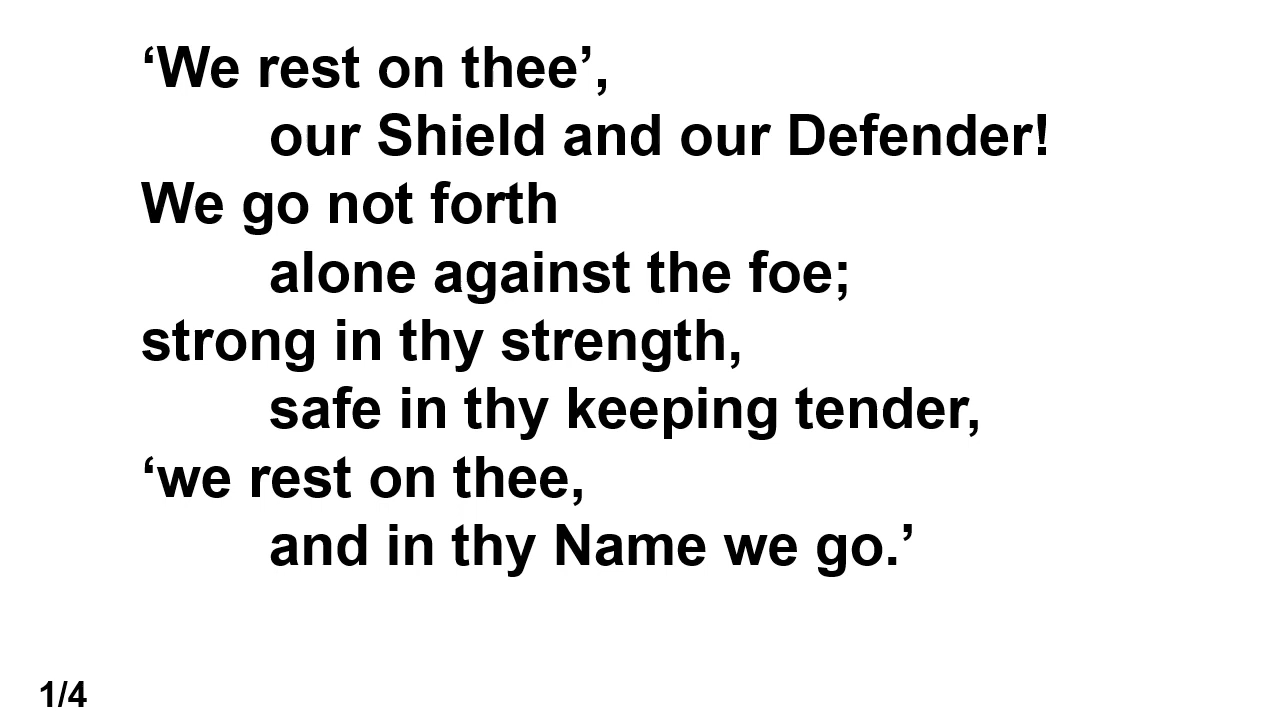 ‘We rest on thee’,
our Shield and our Defender!
We go not forth
alone against the foe;
strong in thy strength,
safe in thy keeping tender,
‘we rest on thee,
and in thy Name we go.’
1/4